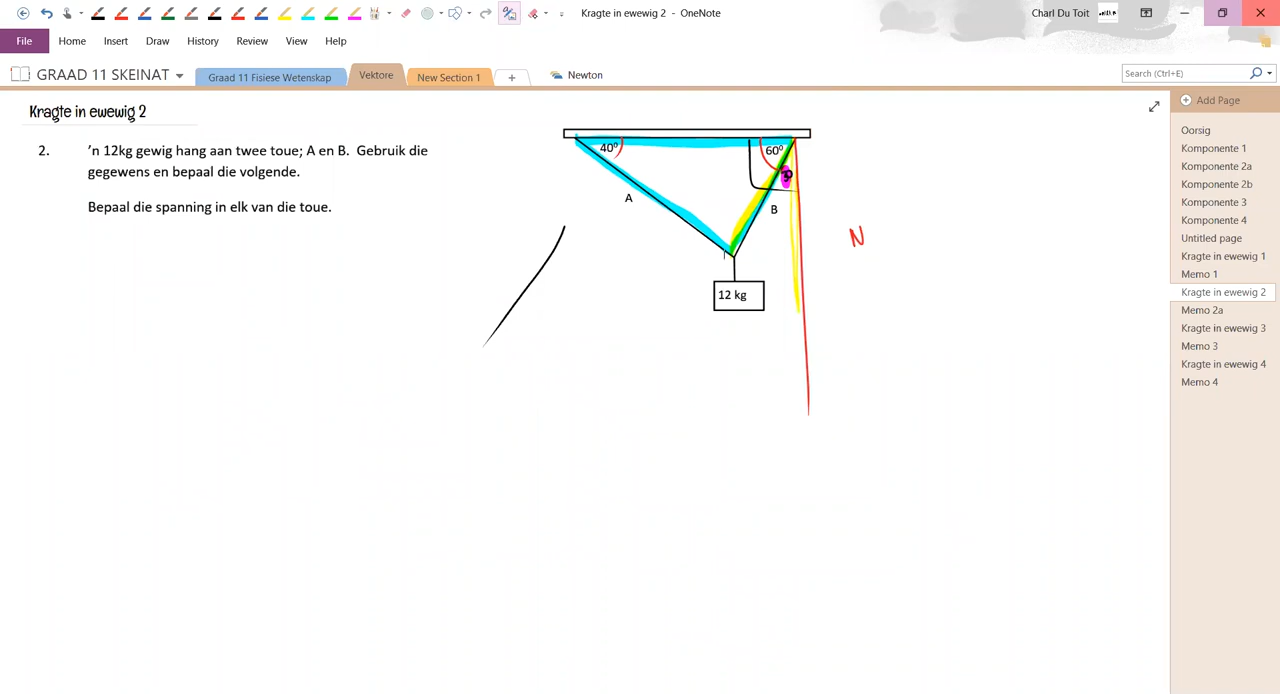 Kragte in ewewig 2 - OneNote
Charl Du Toit
File Home Insert Draw History Review View Help
GRAAD 11 SKEINAT
Graad 11 Fisiese Wetenskap
Vektore
New Section 1
+
Newton
Search (Ctrl+E)
Kragte in ewewig 2
2. 'n 12kg gewig hang aan twee toue; A en B. Gebruik die
gegewens en bepaal die volgende.
Bepaal die spanning in elk van die toue.
40⁰
60⁰
A
B
12 kg
N
Add Page
Oorsig
Komponente 1
Komponente 2a
Komponente 2b
Komponente 3
Komponente 4
Untitled page
Kragte in ewewig 1
Memo 1
Kragte in ewewig 2
Memo 2a
Kragte in ewewig 3
Memo 3
Kragte in ewewig 4
Memo 4